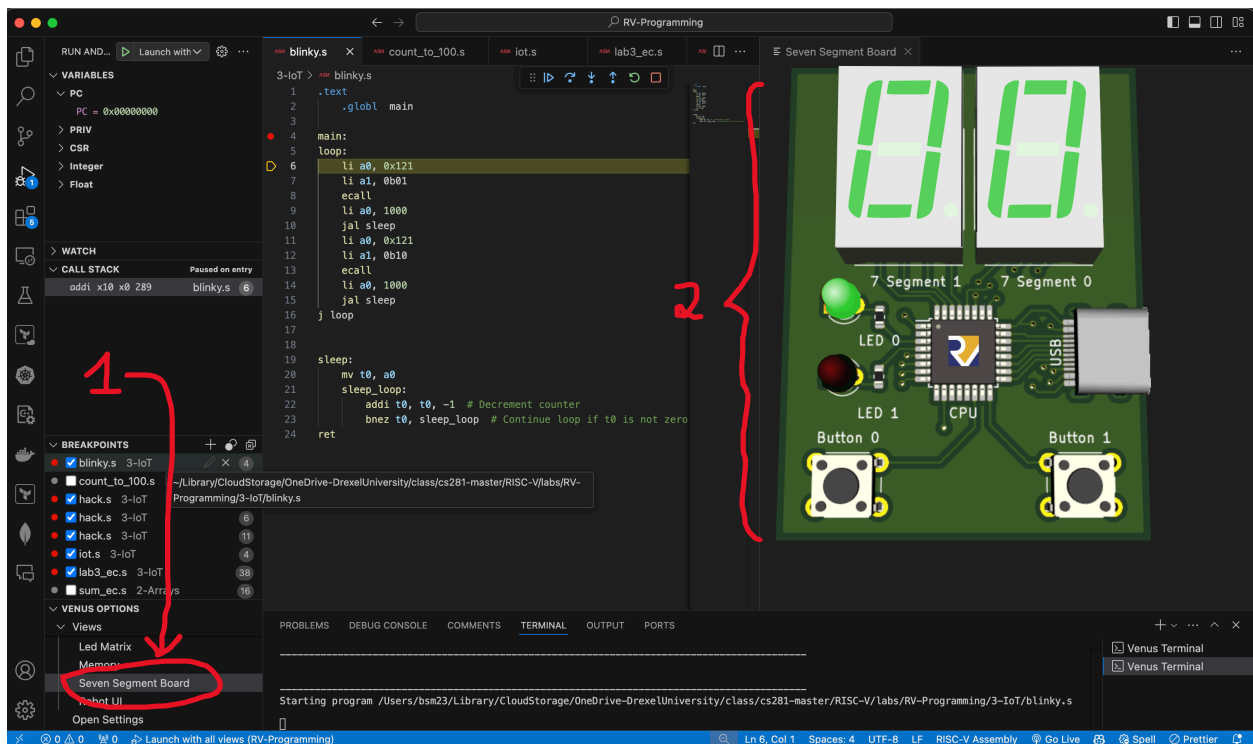 RV-Programming
RUN AND...
Launch with
VARIABLES
PC
PC = 0x00000000
PRIV
CSR
Integer
Float
WATCH
CALL STACK
Paused on entry
addi x10 x0 289
blinky.s
6
1
BREAKPOINTS
blinky.s 3-IoT
4
count_to_100.s
hack.s 3-IoT
hack.s 3-IoT
6
hack.s 3-IoT
11
iot.s 3-IoT
4
lab3_ec.s 3-IoT
38
sum_ec.s 2-Arrays
16
~/Library/CloudStorage/OneDrive-DrexelUniversity/class/cs281-master/RISC-V/labs/RV-
Programming/3-IoT/blinky.s
VENUS OPTIONS
Views
Led Matrix
Memory
Seven Segment Board
Robot UI
Open Settings
1
5
ASM blinky.s
ASM count_to_100.s
ASM iot.s
ASM lab3_ec.s
ASM
3-IoT > ASM blinky.s
1 .text
2 .globl main
3
4 main:
5 loop:
6 li a0, 0x121
7 li a1, 0b01
8 ecall
9 li a0, 1000
10 jal sleep
11 li a0, 0x121
12 li a1, 0b10
13 ecall
14 li a0, 1000
15 jal sleep
16 j loop
17
18
19 sleep:
20 mv t0, a0
21 sleep_loop:
22 addi t0, t0, -1 # Decrement counter
23 bnez t0, sleep_loop # Continue loop if t0 is not zero
24 ret
2
Seven Segment Board
00
7 Segment 1
7 Segment 0
LED 0
USB
LED 1
CPU
RV
Button 0
Button 1
PROBLEMS
DEBUG CONSOLE
COMMENTS
TERMINAL
OUTPUT
PORTS
Starting program /Users/bsm23/Library/CloudStorage/OneDrive-DrexelUniversity/class/cs281-master/RISC-V/labs/RV-Programming/3-IoT/blinky.s
Venus Terminal
Venus Terminal
0 0 0 Launch with all views (RV-Programming)
Ln 6, Col 1 Spaces: 4 UTF-8 LF RISC-V Assembly Go Live Spell Prettier